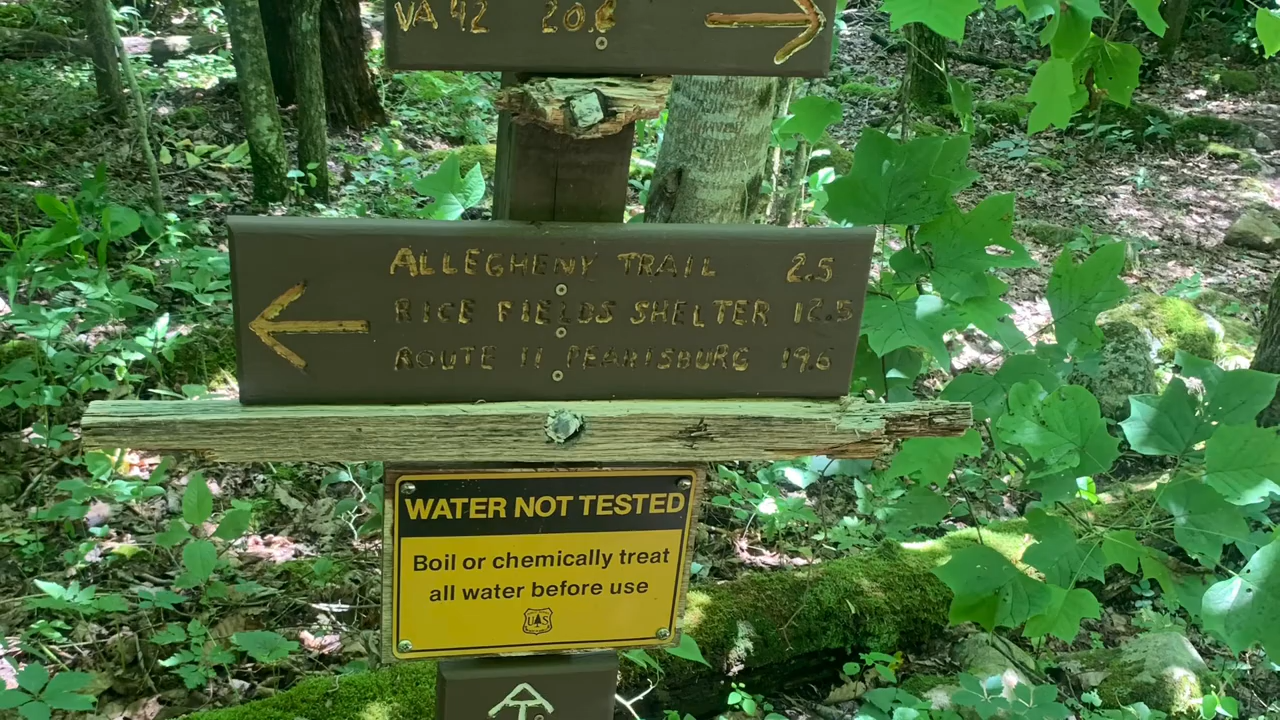 VA 42 20.6
ALLEGHENY TRAIL 2.5
RICE FIELDS SHELTER 12.5
ROUTE 11 PEARISBURG 19.6
WATER NOT TESTED
Boil or chemically treat
all water before use
UAS